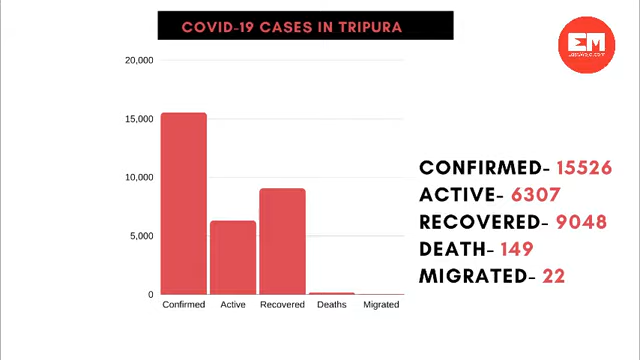 COVID-19 CASES IN TRIPURA
EM
20,000
15,000
10,000
5,000
0
Confirmed Active Recovered Deaths Migrated
CONFIRMED- 15526
ACTIVE- 6307
RECOVERED- 9048
DEATH- 149
MIGRATED- 22